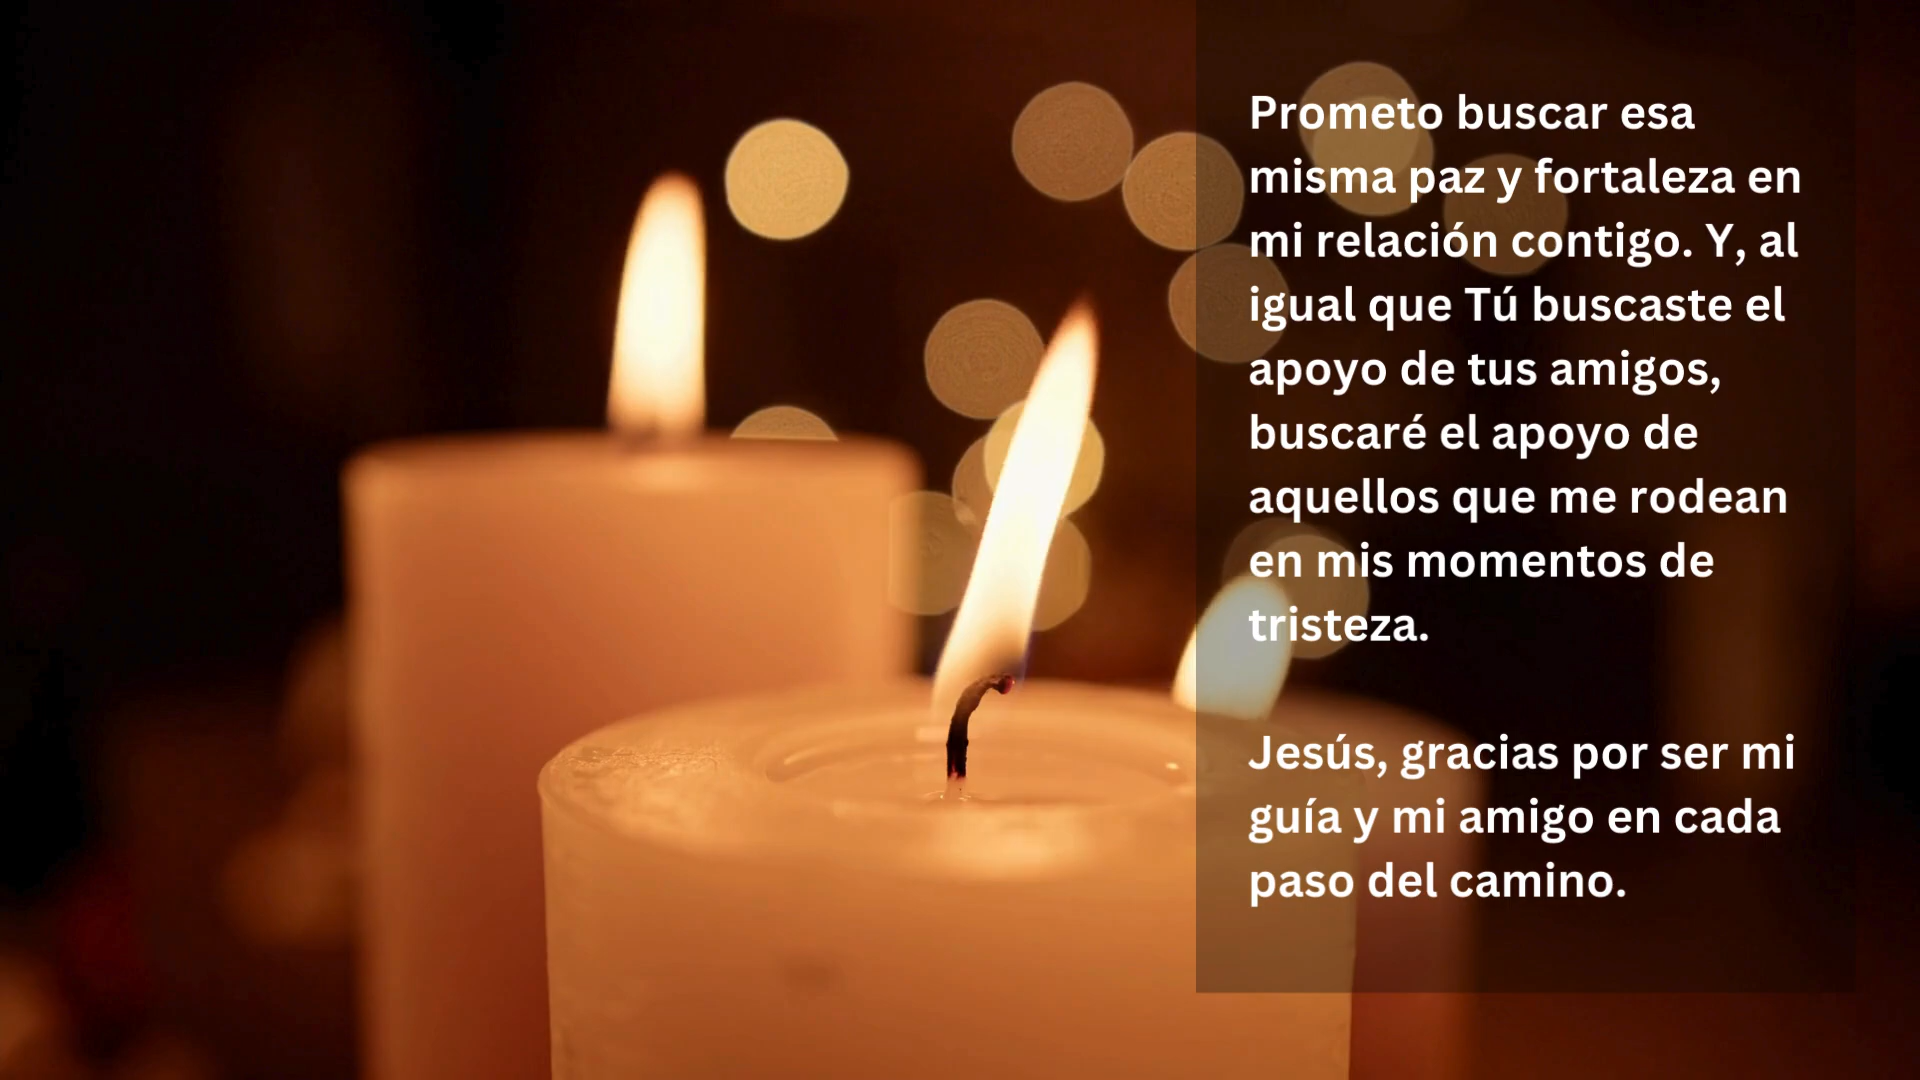 Prometo buscar esa
misma paz y fortaleza en
mi relación contigo. Y, al
igual que Tú buscaste el
apoyo de tus amigos,
buscaré el apoyo de
aquellos que me rodean
en mis momentos de
tristeza.
Jesús, gracias por ser mi
guía y mi amigo en cada
paso del camino.